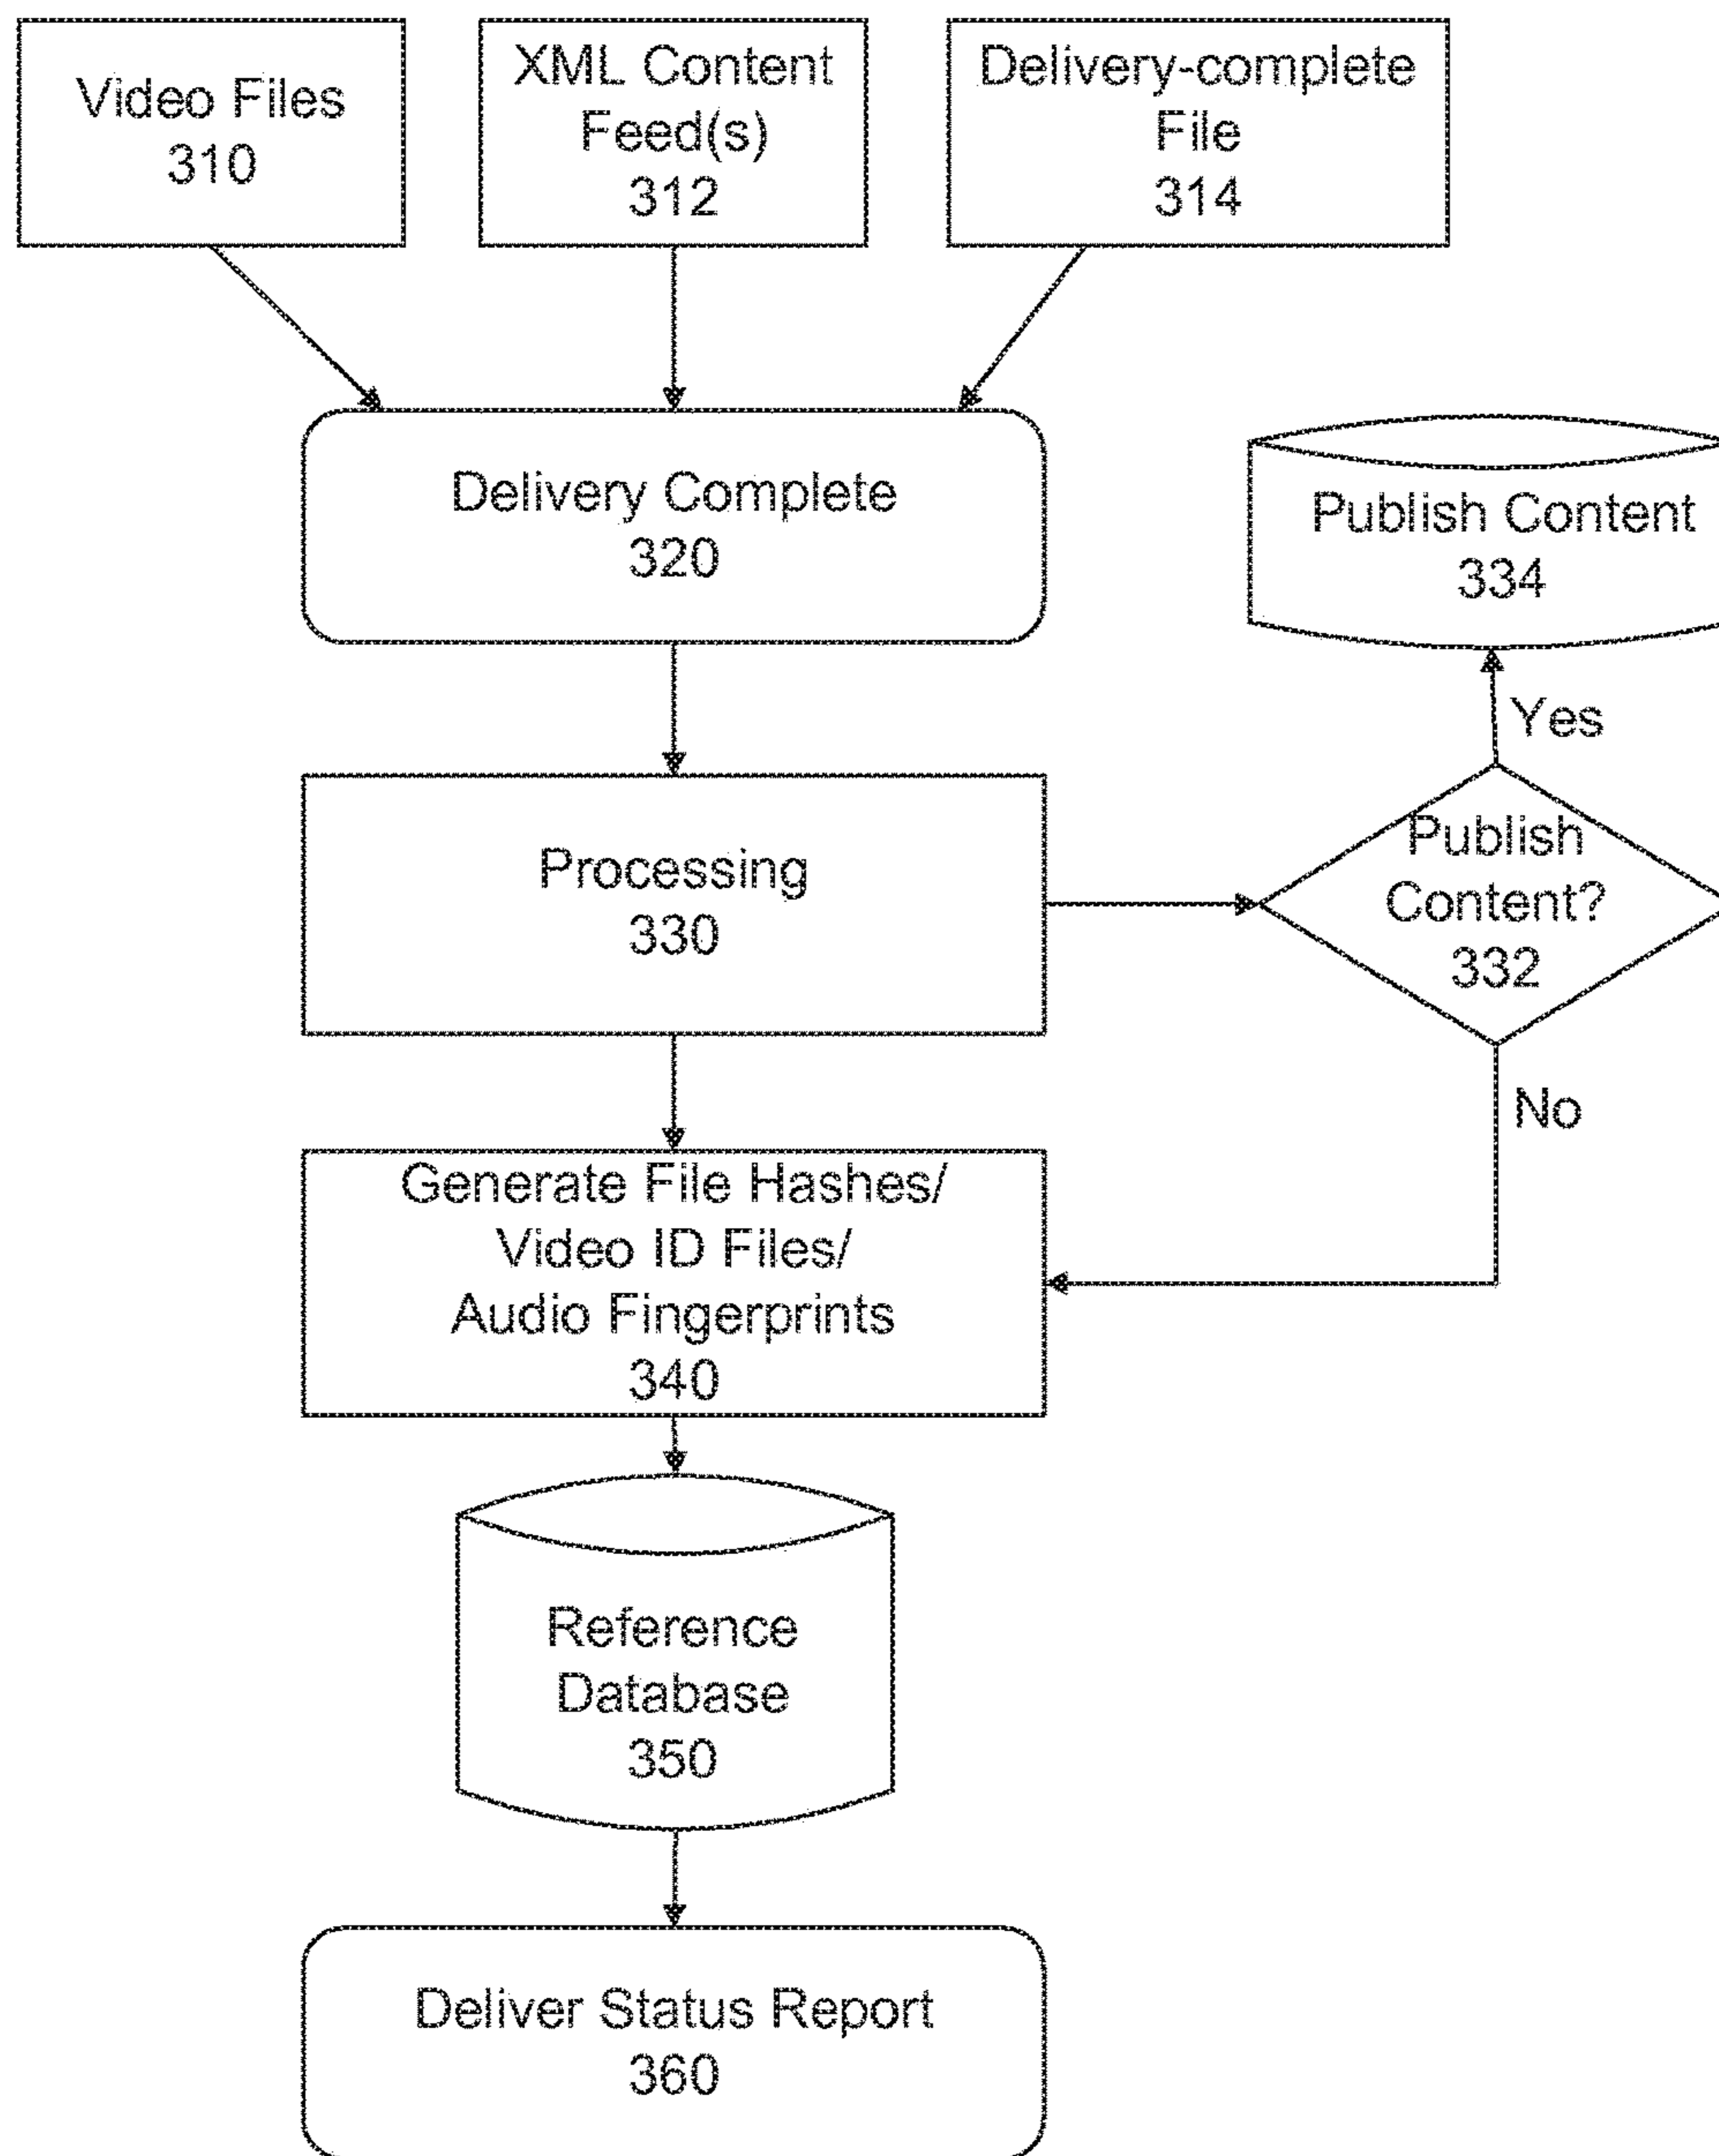 Video Files
310
XML Content
Feed(s)
312
Delivery-complete
File
314
Delivery Complete
320
Publish Content
334
Yes
Processing
330
Publish
Content?
332
No
Generate File Hashes/
Video ID Files/
Audio Fingerprints
340
Reference
Database
350
Deliver Status Report
360